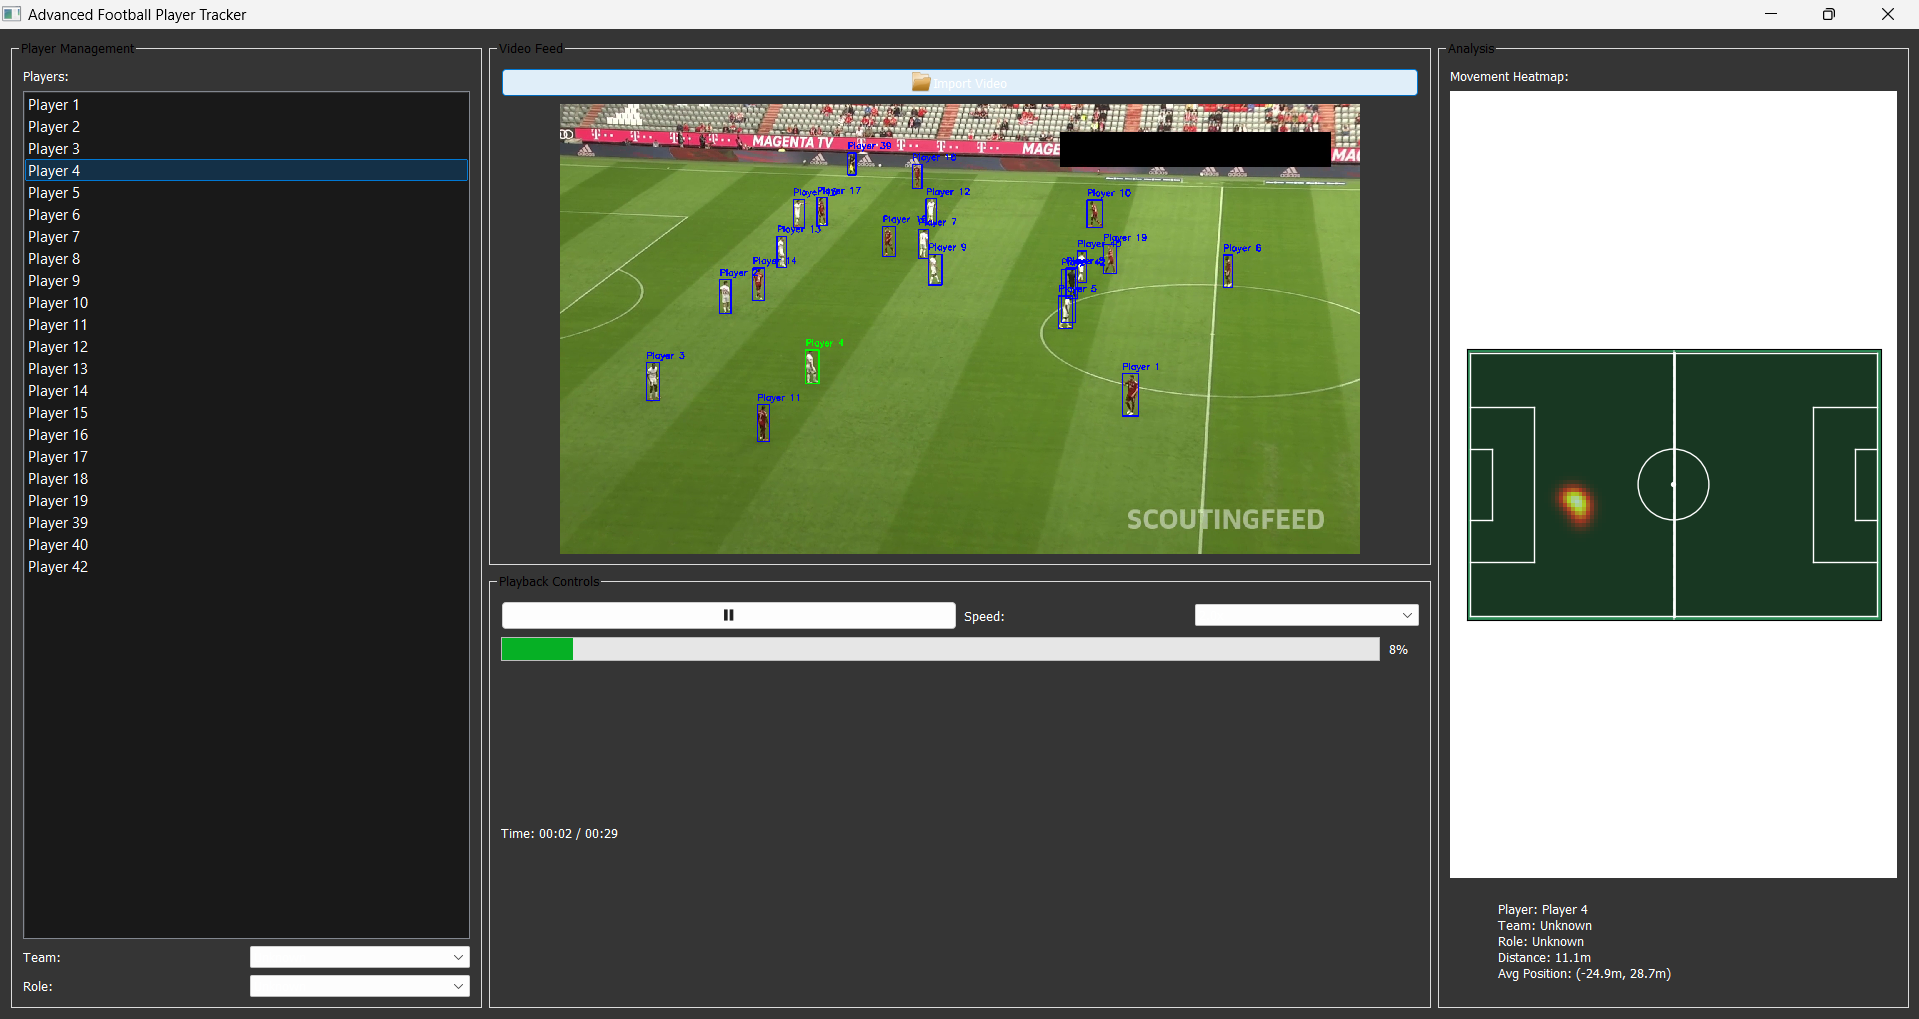 Advanced Football Player Tracker
Player Management
Players:
Player 1
Player 2
Player 3
Player 4
Player 5
Player 6
Player 7
Player 8
Player 9
Player 10
Player 11
Player 12
Player 13
Player 14
Player 15
Player 16
Player 17
Player 18
Player 19
Player 39
Player 40
Player 42
Team:
Role:
Video Feed
Import Video
MAGENTA TV
MAGE
MA
adidas
Player 39
Player 17
Player 12
Player 10
Player 7
Player 13
Player 9
Player 19
Player 6
Player 14
Player
Player 5
Player 4
Player 3
Player 1
Player 11
SCOUTINGFEED
Playback Controls
Speed:
8%
Time: 00:02 / 00:29
Analysis
Movement Heatmap:
Player: Player 4
Team: Unknown
Role: Unknown
Distance: 11.1m
Avg Position: (-24.9m, 28.7m)